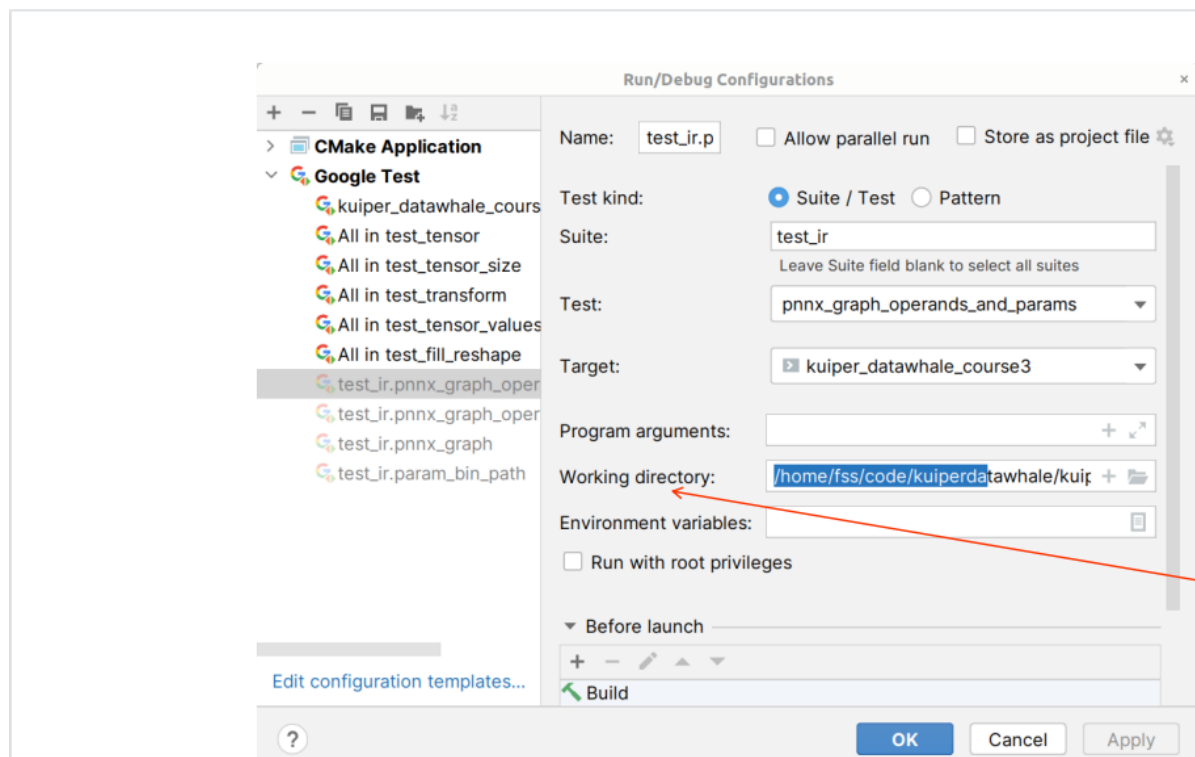 Run/Debug Configurations
CMake Application
Google Test
kuiper_datawhale_cours
All in test_tensor
All in test_tensor_size
All in test_transform
All in test_tensor_values
All in test_fill_reshape
test_ir.pnnx_graph_oper
test_ir.pnnx_graph_oper
test_ir.pnnx_graph
test_ir.param_bin_path
Edit configuration templates...
Name: test_ir.p Allow parallel run Store as project file
Test kind: Suite / Test Pattern
Suite: test_ir
Leave Suite field blank to select all suites
Test: pnnx_graph_operands_and_params
Target: kuiper_datawhale_course3
Program arguments:
Working directory: /home/fss/code/kuiperdatawhale/kuip
Environment variables:
Run with root privileges
Before launch
Build
? OK Cancel Apply